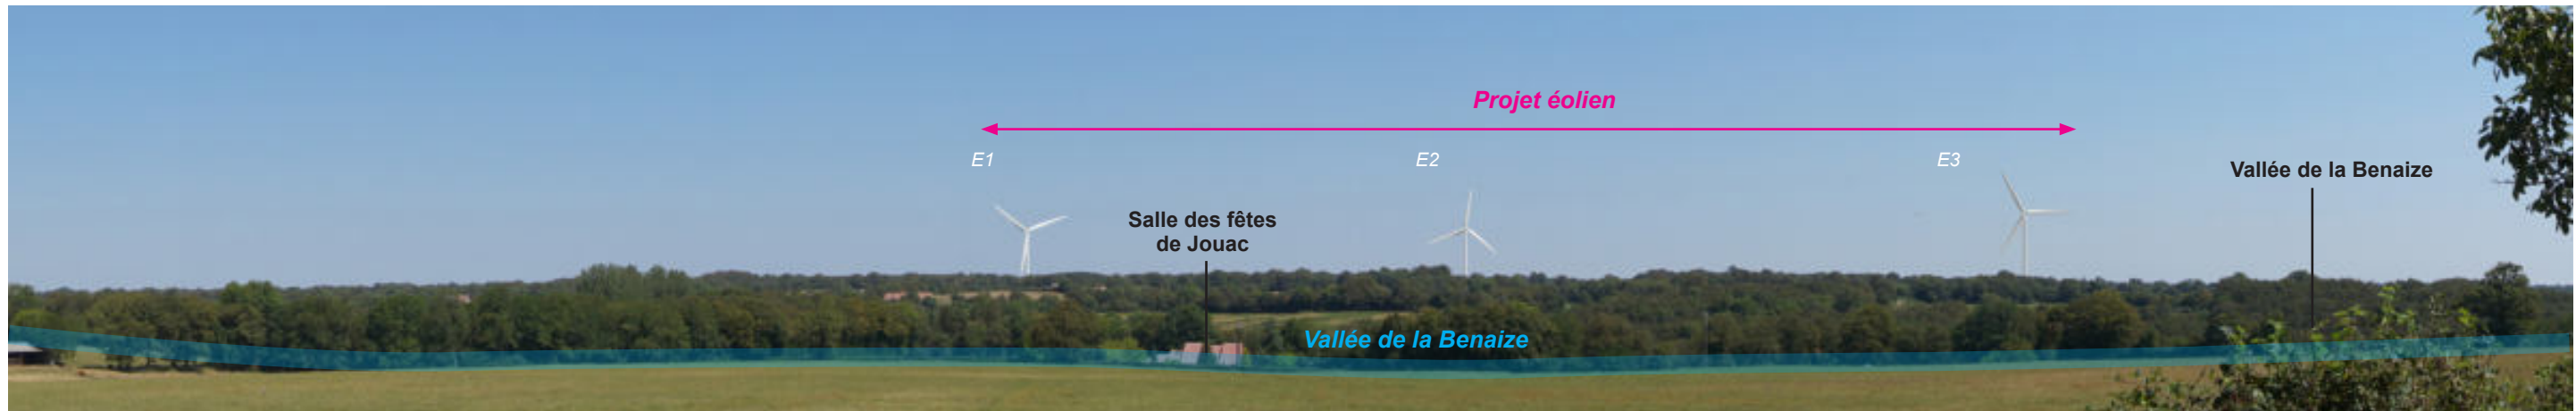 Projet éolien
E1
E2
E3
Vallée de la Benaize
Salle des fêtes
de Jouac
Vallée de la Benaize